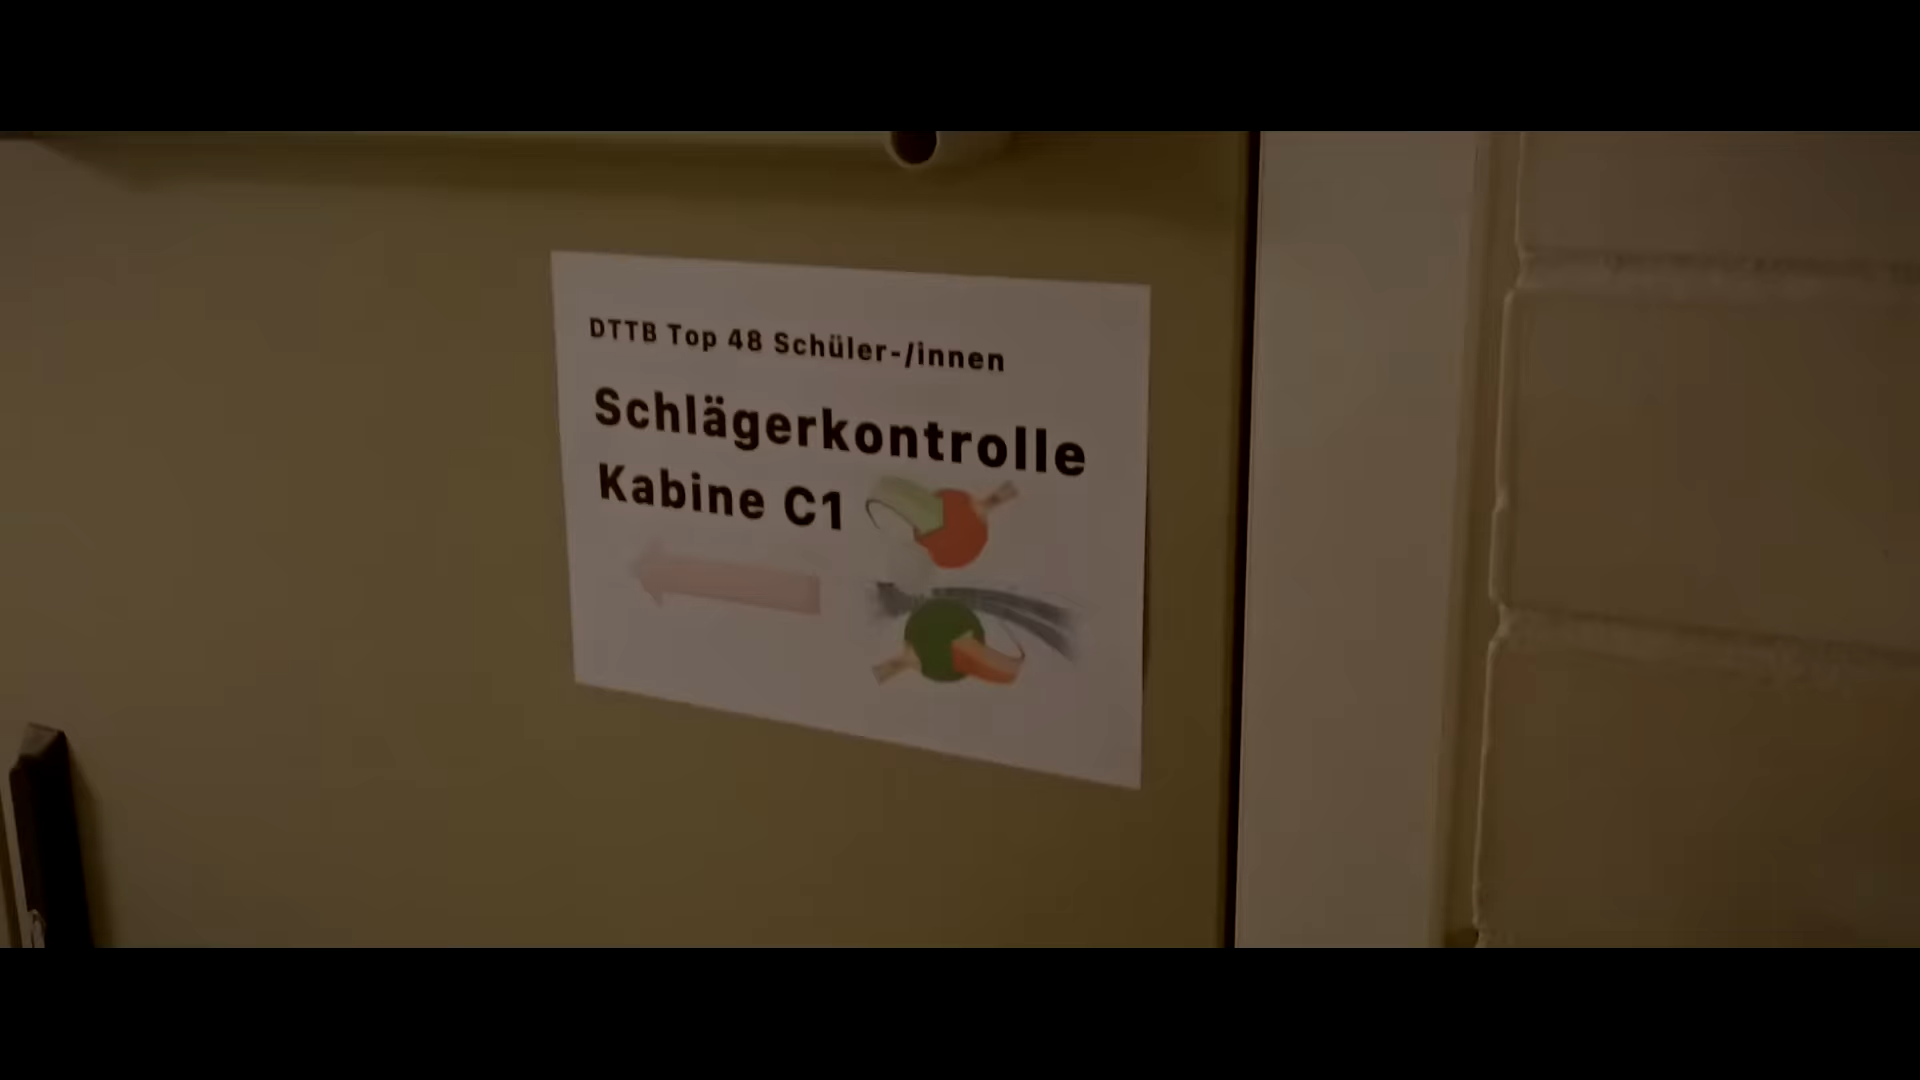 DTTB Top 48 Schüler-/innen
Schlägerkontrolle
Kabine C1